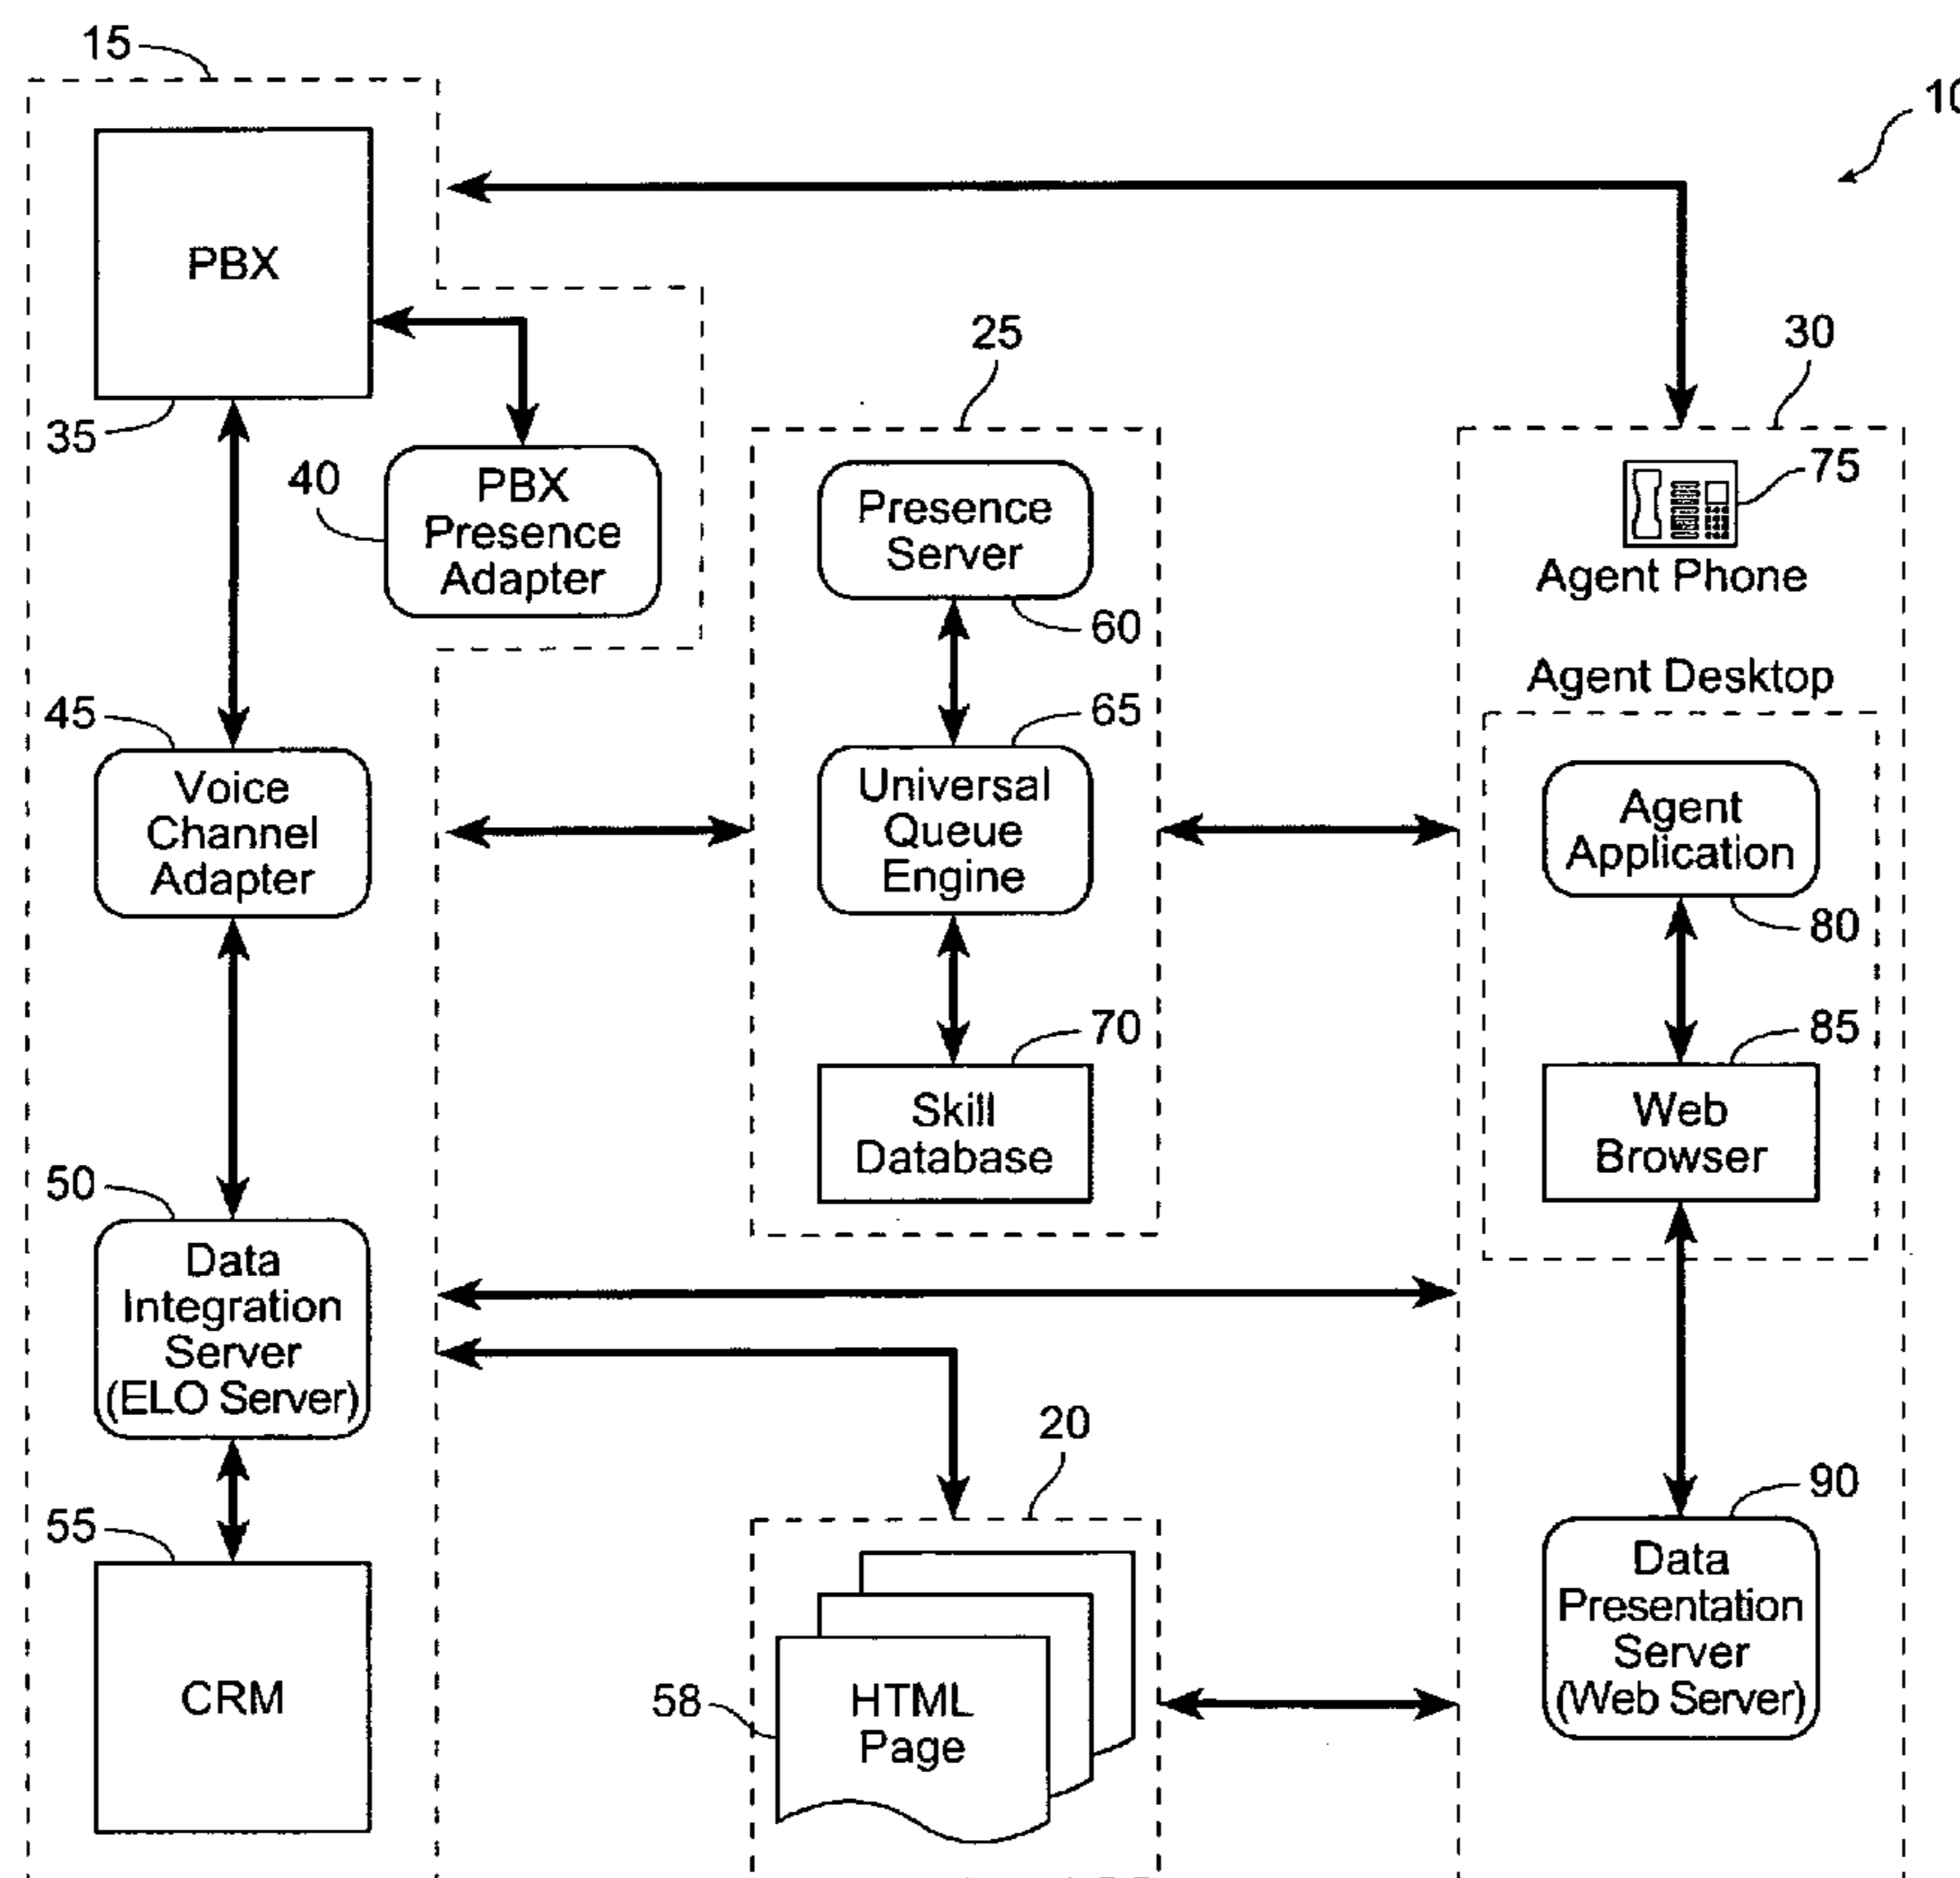 15
10
PBX
25
30
35
40
PBX
Presence
Adapter
Presence
Server
75
Agent Phone
60
Agent Desktop
45
65
Voice
Channel
Adapter
Universal
Queue
Engine
Agent
Application
80
70
85
Skill
Database
Web
Browser
50
Data
Integration
Server
(ELO Server)
20
90
55
Data
Presentation
Server
(Web Server)
CRM
58
HTML
Page